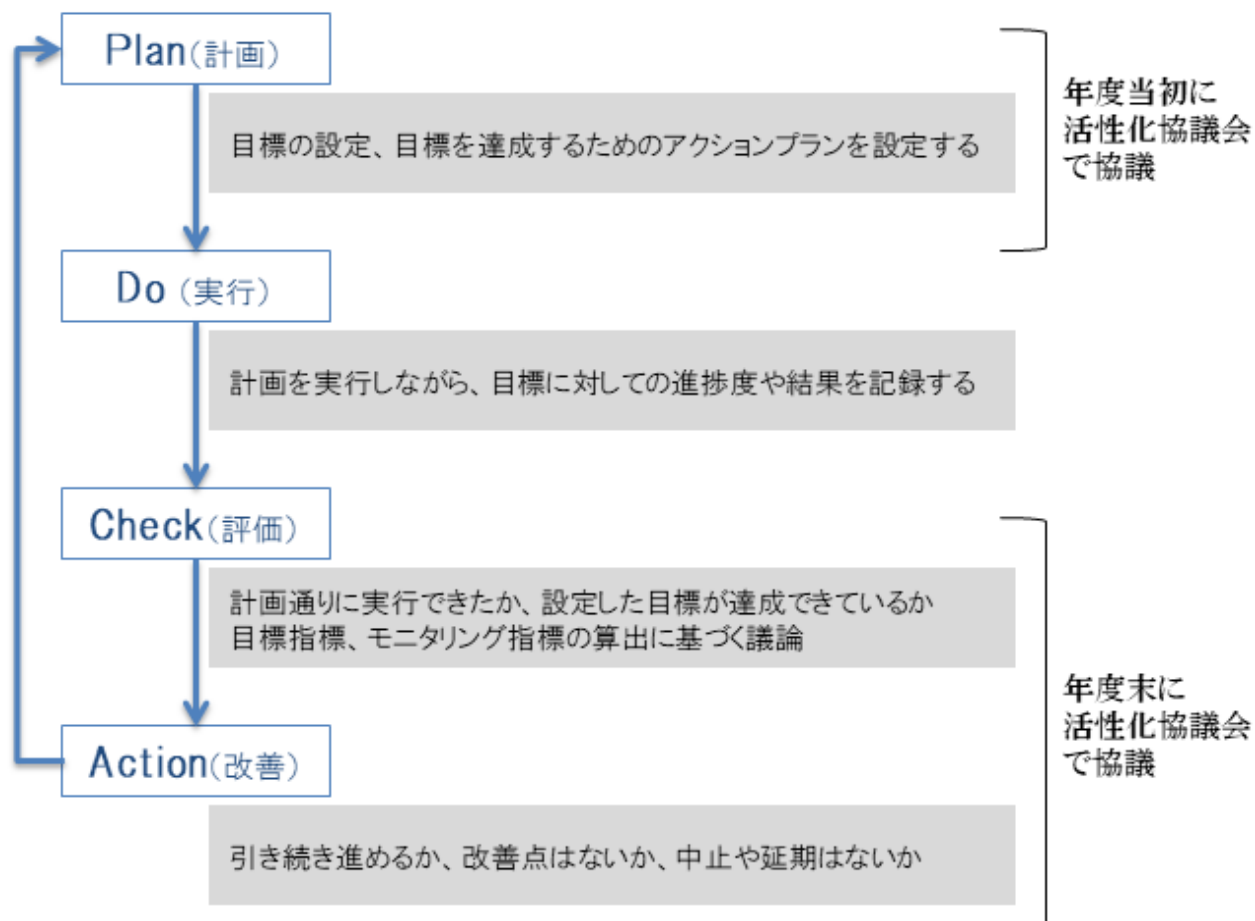 Plan(計画)
年度当初に
活性化協議会
で協議
目標の設定、目標を達成するためのアクションプランを設定する
Do (実行)
計画を実行しながら、目標に対しての進捗度や結果を記録する
Check(評価)
計画通りに実行できたか、設定した目標が達成できているか
目標指標、モニタリング指標の算出に基づく議論
年度末に
活性化協議会
で協議
Action(改善)
引き続き進めるか、改善点はないか、中止や延期はないか